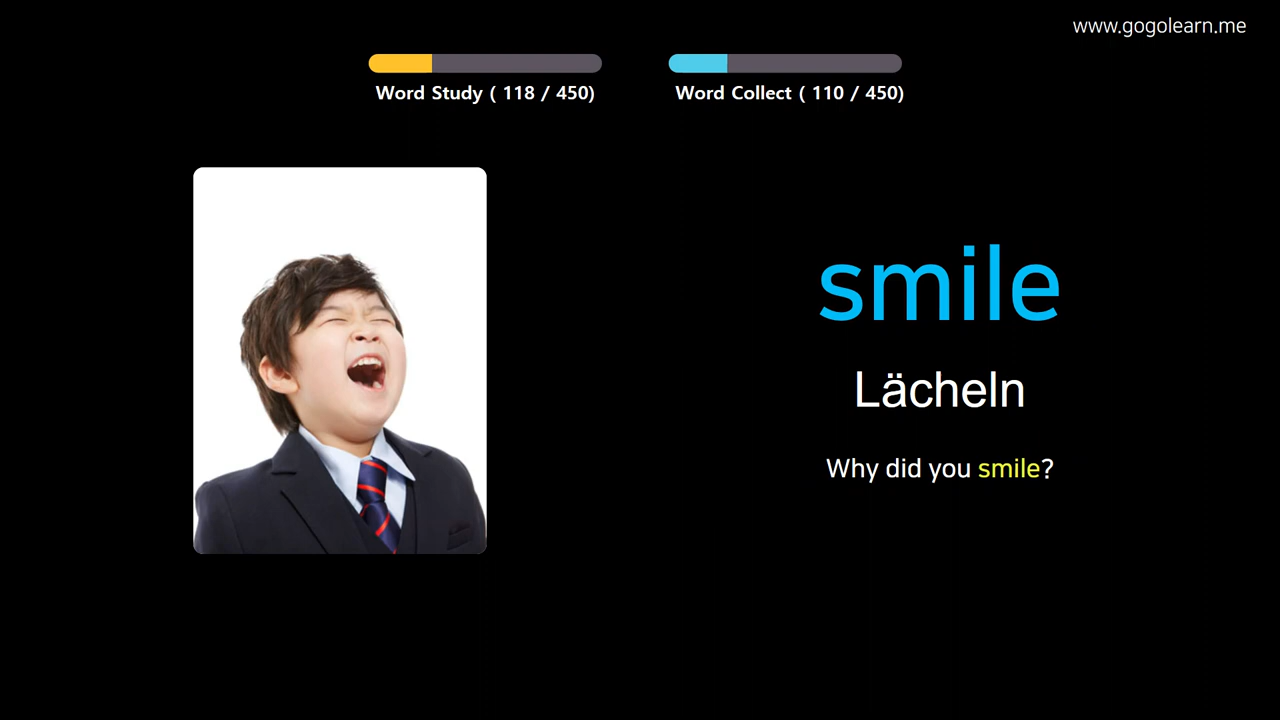 www.gogolearn.me
Word Study ( 118 / 450)
Word Collect ( 110 / 450)
smile
Lächeln
Why did you smile?